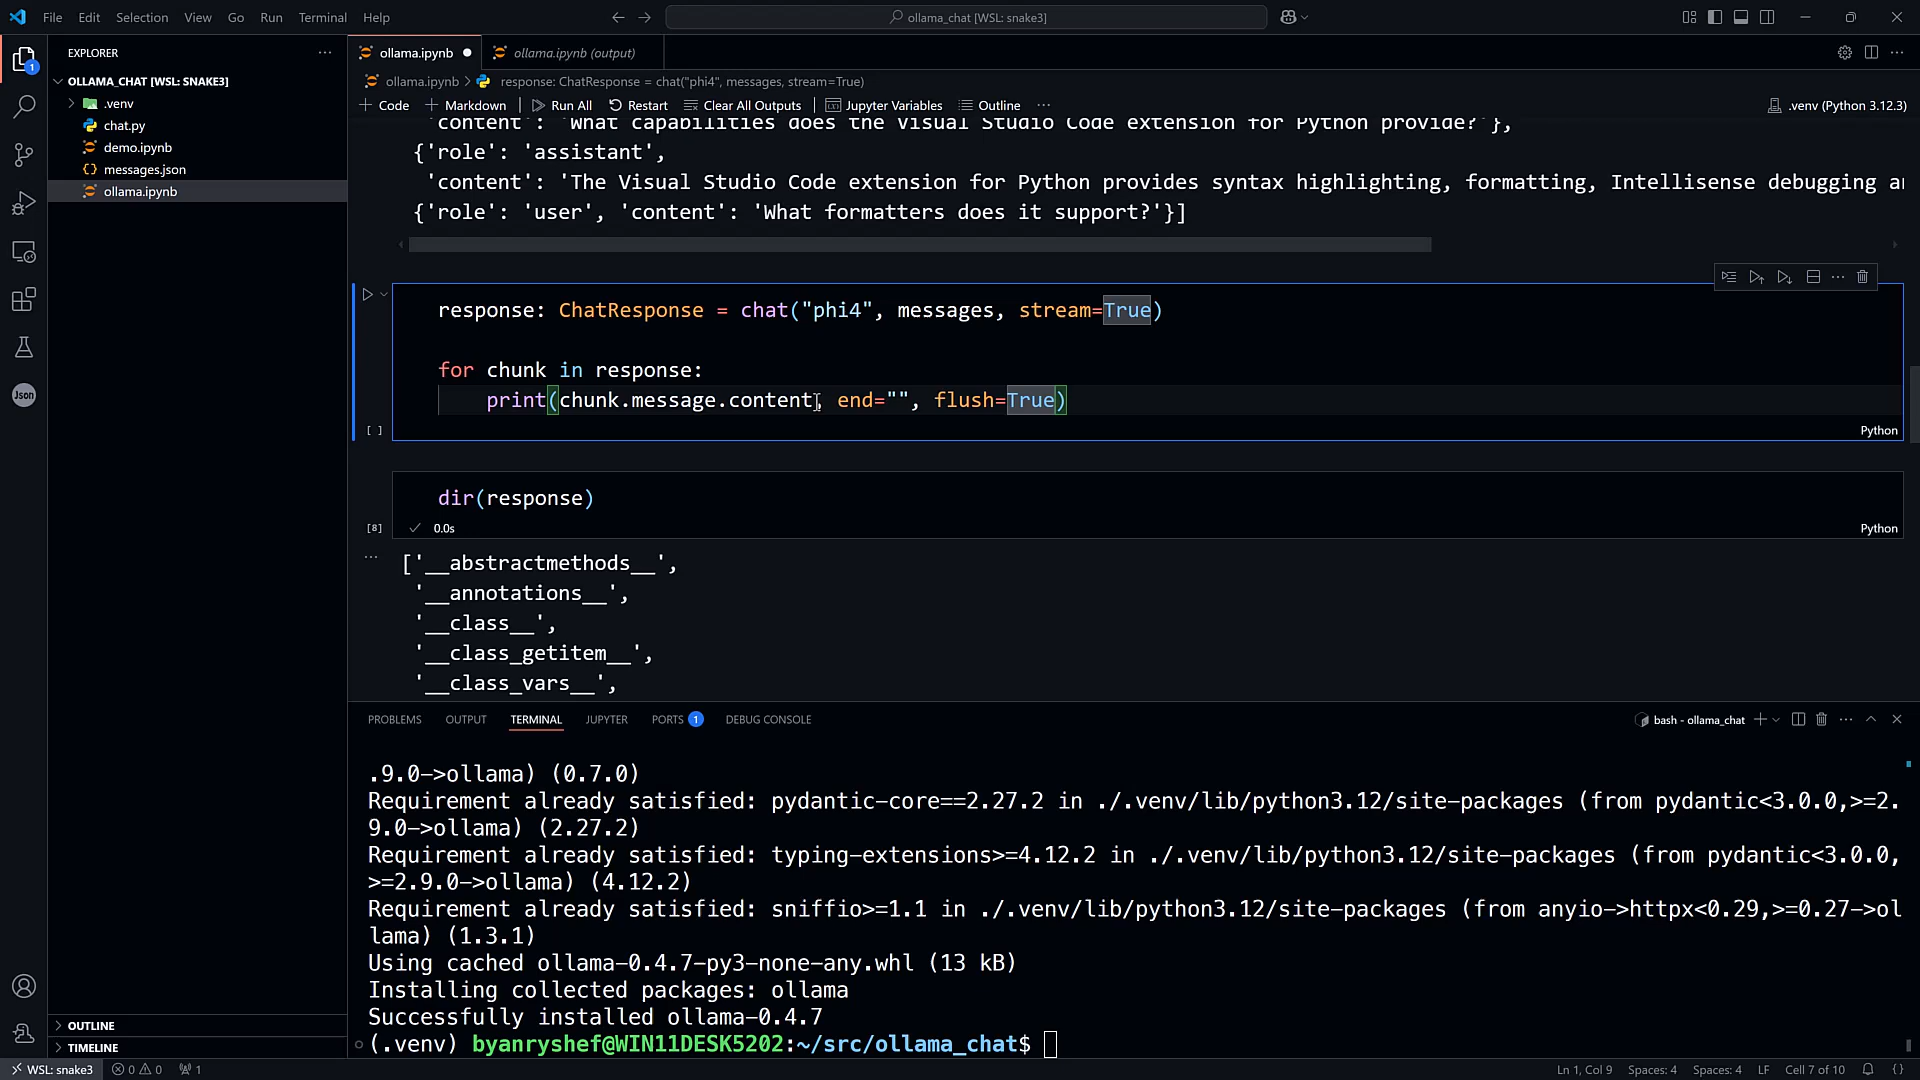 File Edit Selection View Go Run Terminal Help
ollama_chat [WSL: snake3]
EXPLORER
OLLAMA_CHAT [WSL: SNAKE3]
.venv
chat.py
demo.ipynb
messages.json
ollama.ipynb
OUTLINE
TIMELINE
1
Json
ollama.ipynb
ollama.ipynb (output)
ollama.ipynb > response: ChatResponse = chat("phi4", messages, stream=True)
Code Markdown Run All Restart Clear All Outputs Jupyter Variables Outline
.venv (Python 3.12.3)
'content': 'What capabilities does the Visual Studio Code extension for Python provide?'},
{'role': 'assistant',
'content': 'The Visual Studio Code extension for Python provides syntax highlighting, formatting, Intellisense debugging a
{'role': 'user', 'content': 'What formatters does it support?'}]
response: ChatResponse = chat("phi4", messages, stream=True)
for chunk in response:
print(chunk.message.content, end="", flush=True)
[ ]
Python
dir(response)
[8]
0.0s
Python
['__abstractmethods__',
'__annotations__',
'__class__',
'__class_getitem__',
'__class_vars__',
PROBLEMS OUTPUT TERMINAL JUPYTER PORTS 1 DEBUG CONSOLE
bash - ollama_chat
.9.0->ollama) (0.7.0)
Requirement already satisfied: pydantic-core==2.27.2 in ./.venv/lib/python3.12/site-packages (from pydantic<3.0.0,>=2.
9.0->ollama) (2.27.2)
Requirement already satisfied: typing-extensions>=4.12.2 in ./.venv/lib/python3.12/site-packages (from pydantic<3.0.0,
>=2.9.0->ollama) (4.12.2)
Requirement already satisfied: sniffio>=1.1 in ./.venv/lib/python3.12/site-packages (from anyio->httpx<0.29,>=0.27->ol
lama) (1.3.1)
Using cached ollama-0.4.7-py3-none-any.whl (13 kB)
Installing collected packages: ollama
Successfully installed ollama-0.4.7
(.venv) byanryshef@WIN11DESK5202:~/src/ollama_chat$
WSL: snake3 0 0 1
Ln 1, Col 9 Spaces: 4 Spaces: 4 LF Cell 7 of 10